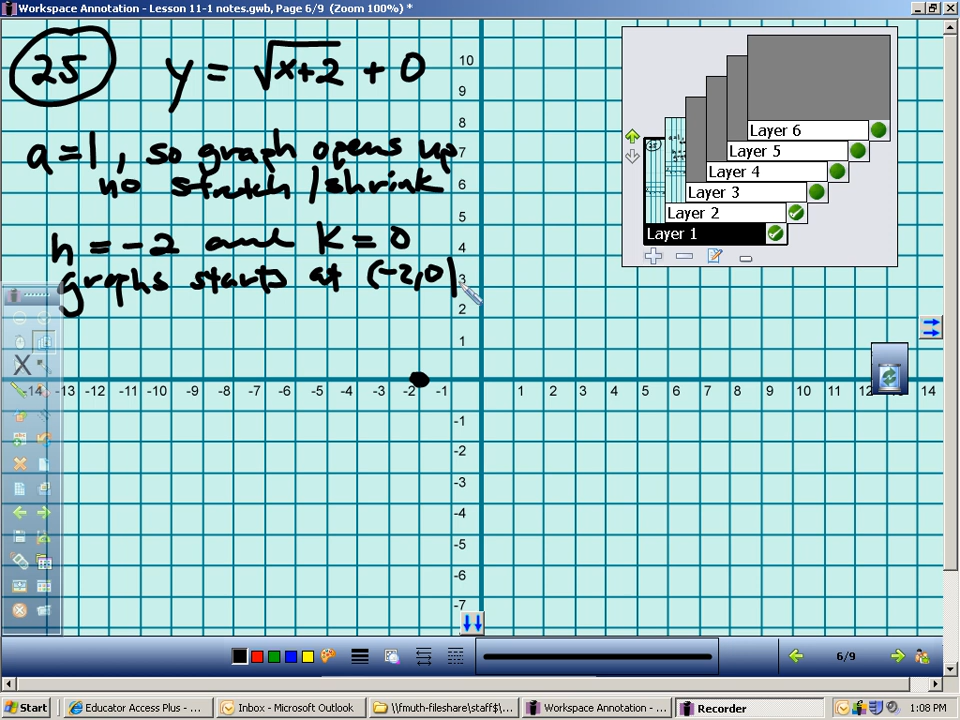 Workspace Annotation - Lesson 11-1 notes.gwb, Page 6/9 (Zoom 100%) *
25
y = √x+2 + 0
a=1, so graph opens up
no stretch/shrink
h = -2 and K = 0
graphs starts at (-2,0)
Layer 6
Layer 5
Layer 4
Layer 3
Layer 2
Layer 1
10
9
8
7
6
5
4
3
2
1
-14 -13 -12 -11 -10 -9 -8 -7 -6 -5 -4 -3 -2 -1 1 2 3 4 5 6 7 8 9 10 11 12 14
-1
-2
-3
-4
-5
-6
-7
6/9
Start
Educator Access Plus - ...
Inbox - Microsoft Outlook
\\fmuth-fileshare\staff$\...
Workspace Annotation - ...
Recorder
1:08 PM